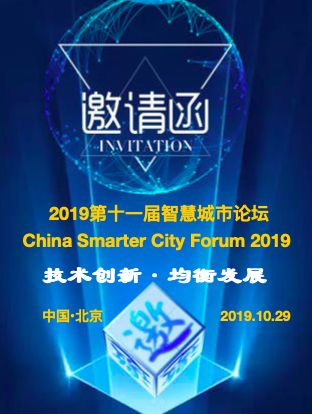 邀请函
INVITATION
2019第十一届智慧城市论坛
China Smarter City Forum 2019
技术创新·均衡发展
中国·北京 2019.10.29
邀